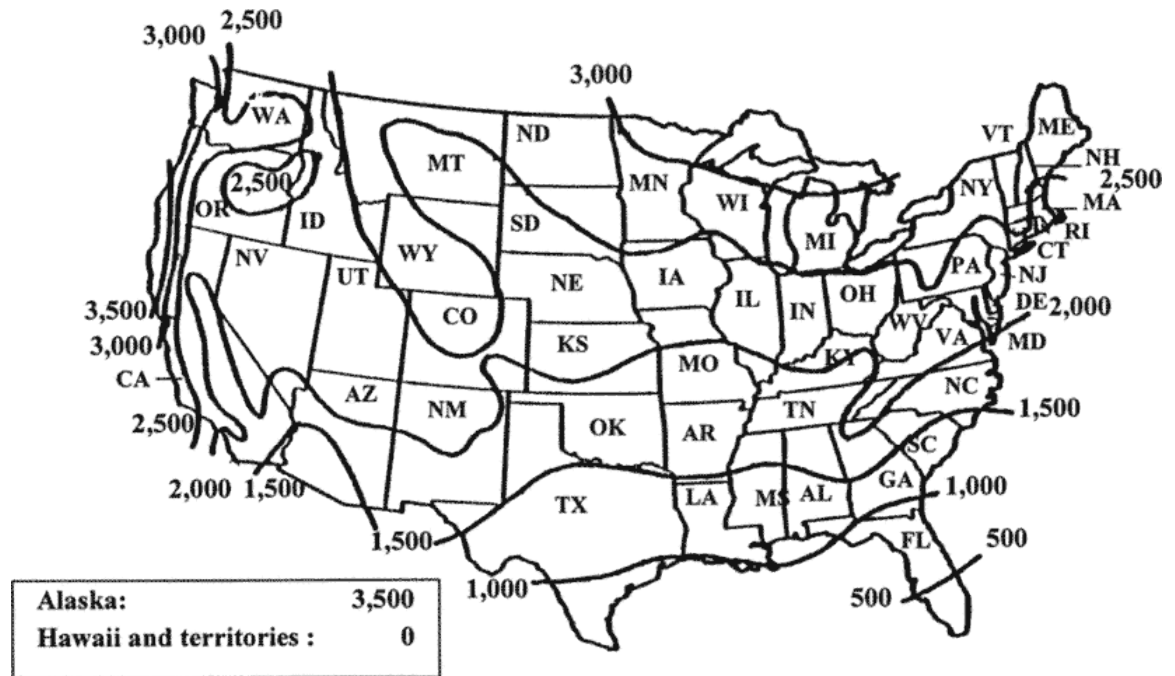 2,500
3,000
3,000
WA
ND
VT
ME
MT
NH
2,500
MN
2,500
NY
WI
MA
OR
ID
SD
MI
RI
WY
CT
NV
UT
PA
NJ
IA
NE
OH
IL
IN
DE
2,000
CO
WV
3,500
VA
MD
KS
KY
3,000
MO
CA
AZ
NM
NC
TN
1,500
2,500
OK
AR
SC
GA
2,000
1,500
1,000
LA
MS
AL
TX
1,500
FL
500
1,000
500
Alaska: 3,500
Hawaii and territories : 0